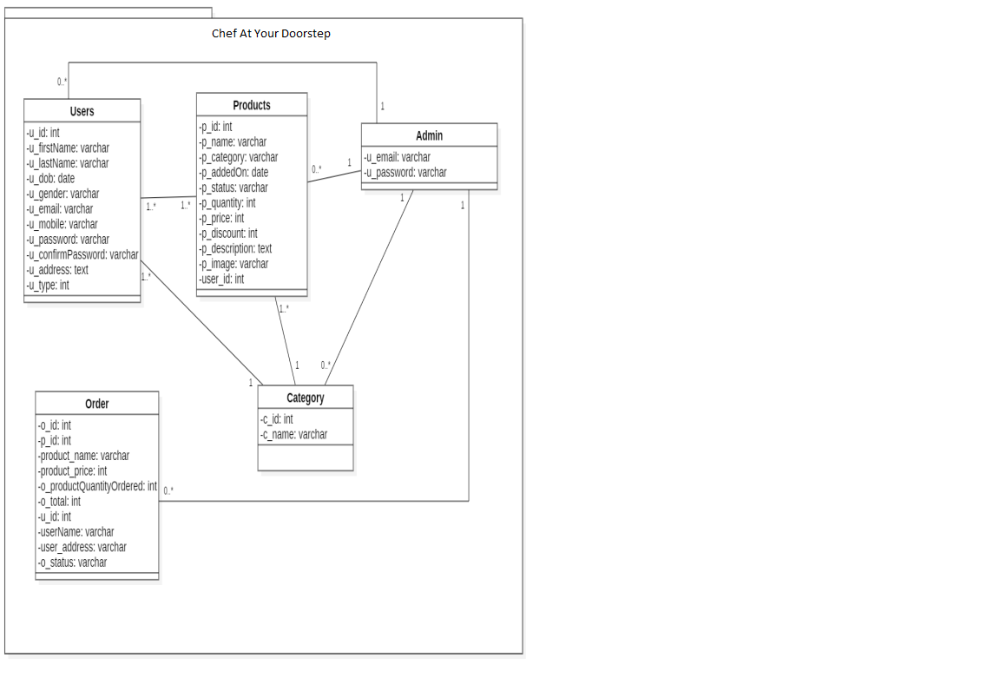 Chef At Your Doorstep
0..*
1
Users
-u_id: int
-u_firstName: varchar
-u_lastName: varchar
-u_dob: date
-u_gender: varchar
-u_email: varchar
-u_mobile: varchar
-u_password: varchar
-u_confirmPassword: varchar
-u_address: text
-u_type: int
1..*
1..*
1..*
Products
-p_id: int
-p_name: varchar
-p_category: varchar
-p_addedOn: date
-p_status: varchar
-p_quantity: int
-p_price: int
-p_discount: int
-p_description: text
-p_image: varchar
-user_id: int
0..*
1
1..*
Admin
-u_email: varchar
-u_password: varchar
1
1
1
1
0..*
Category
-c_id: int
-c_name: varchar
Order
-o_id: int
-p_id: int
-product_name: varchar
-product_price: int
-o_productQuantityOrdered: int
-o_total: int
-u_id: int
-userName: varchar
-user_address: varchar
-o_status: varchar
0..*